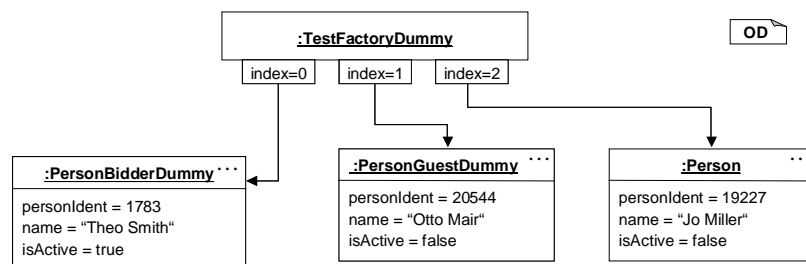 :TestFactoryDummy
OD
index=0
index=1
index=2
:PersonBidderDummy ...
personIdent = 1783
name = “Theo Smith“
isActive = true
:PersonGuestDummy ...
personIdent = 20544
name = “Otto Mair“
isActive = false
:Person ...
personIdent = 19227
name = “Jo Miller“
isActive = false